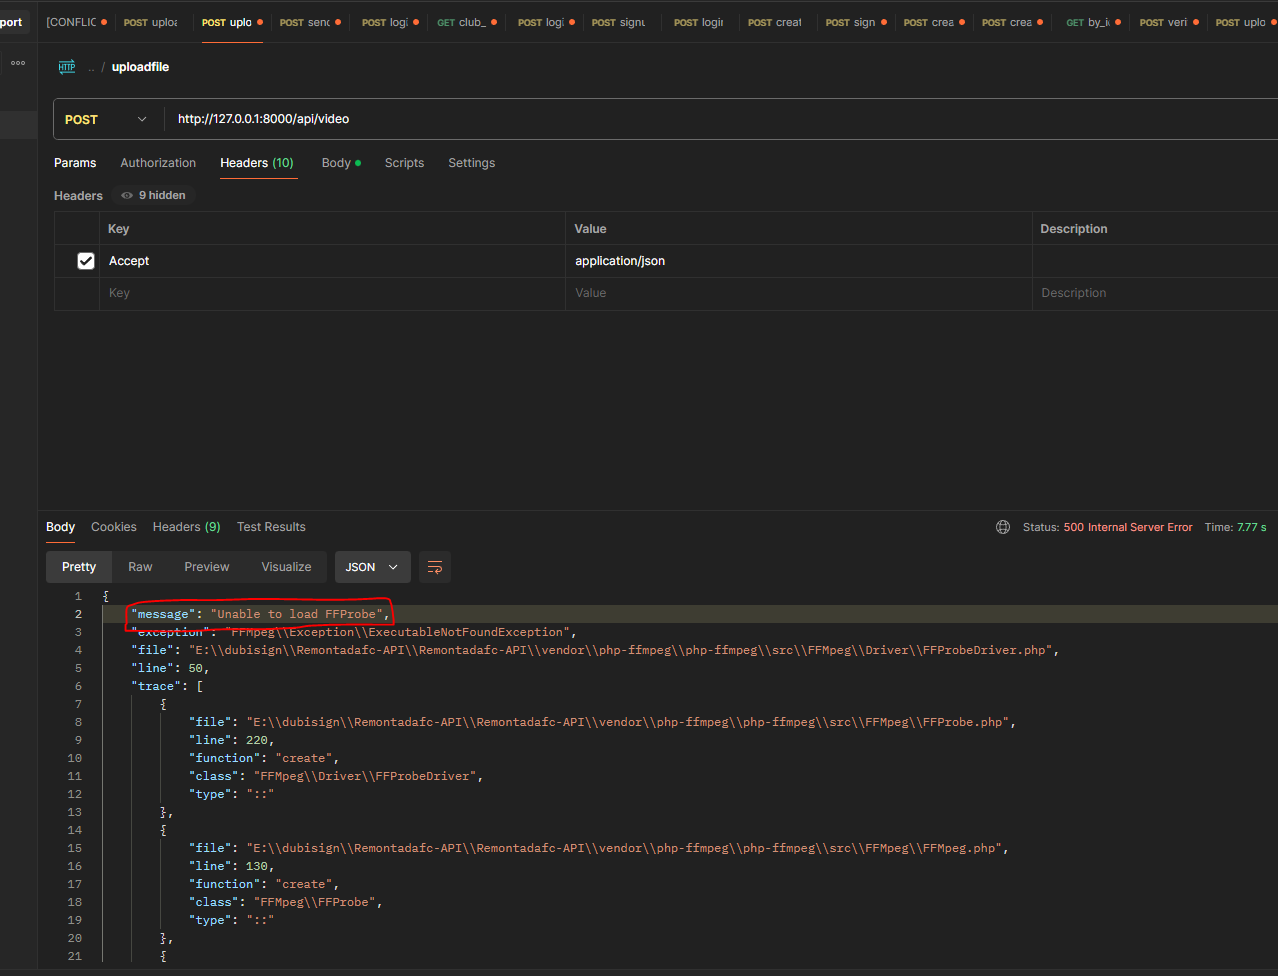 port
[CONFLIC
POST uploa
POST uplo
POST senc
POST logi
GET club_
POST logi
POST signu
POST login
POST creat
POST sign
POST crea
POST crea
GET by_i
POST veri
POST uplo
HTTP .. / uploadfile
POST http://127.0.0.1:8000/api/video
Params Authorization Headers (10) Body Scripts Settings
Headers 9 hidden
Key Value Description
Accept application/json
Key Value Description
Body Cookies Headers (9) Test Results Status: 500 Internal Server Error Time: 7.77 s
Pretty Raw Preview Visualize JSON
1 {
2 "message": "Unable to load FFProbe",
3 "exception": "FFMpeg\\Exception\\ExecutableNotFoundException",
4 "file": "E:\\dubisign\\Remontadafc-API\\Remontadafc-API\\vendor\\php-ffmpeg\\php-ffmpeg\\src\\FFMpeg\\Driver\\FFProbeDriver.php",
5 "line": 50,
6 "trace": [
7 {
8 "file": "E:\\dubisign\\Remontadafc-API\\Remontadafc-API\\vendor\\php-ffmpeg\\php-ffmpeg\\src\\FFMpeg\\FFProbe.php",
9 "line": 220,
10 "function": "create",
11 "class": "FFMpeg\\Driver\\FFProbeDriver",
12 "type": "::"
13 },
14 {
15 "file": "E:\\dubisign\\Remontadafc-API\\Remontadafc-API\\vendor\\php-ffmpeg\\php-ffmpeg\\src\\FFMpeg\\FFMpeg.php",
16 "line": 130,
17 "function": "create",
18 "class": "FFMpeg\\FFProbe",
19 "type": "::"
20 },
21 {